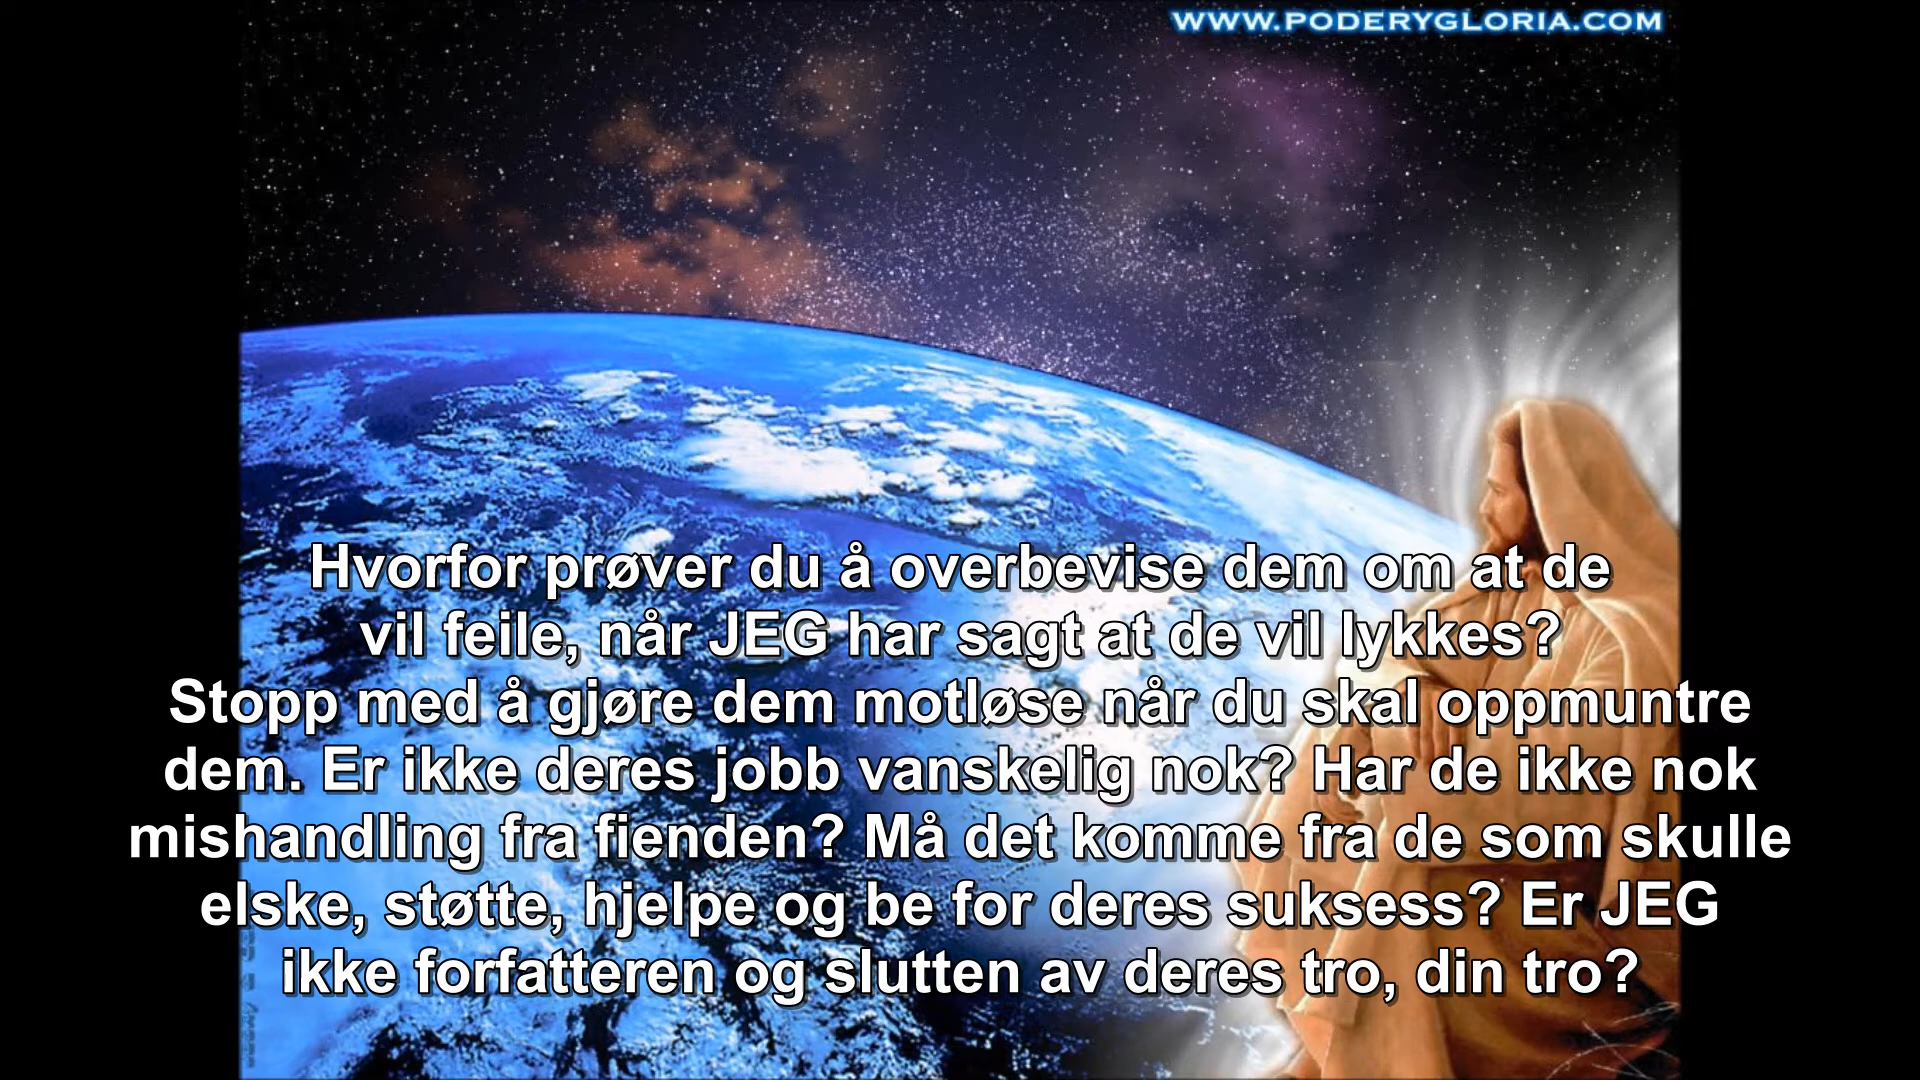 WWW.PODERYGLORIA.COM
Hvorfor prøver du å overbevise dem om at de
vil feile, når JEG har sagt at de vil lykkes?
Stopp med å gjøre dem motløse når du skal oppmuntre
dem. Er ikke deres jobb vanskelig nok? Har de ikke nok
mishandling fra fienden? Må det komme fra de som skulle
elske, støtte, hjelpe og be for deres suksess? Er JEG
ikke forfatteren og slutten av deres tro, din tro?